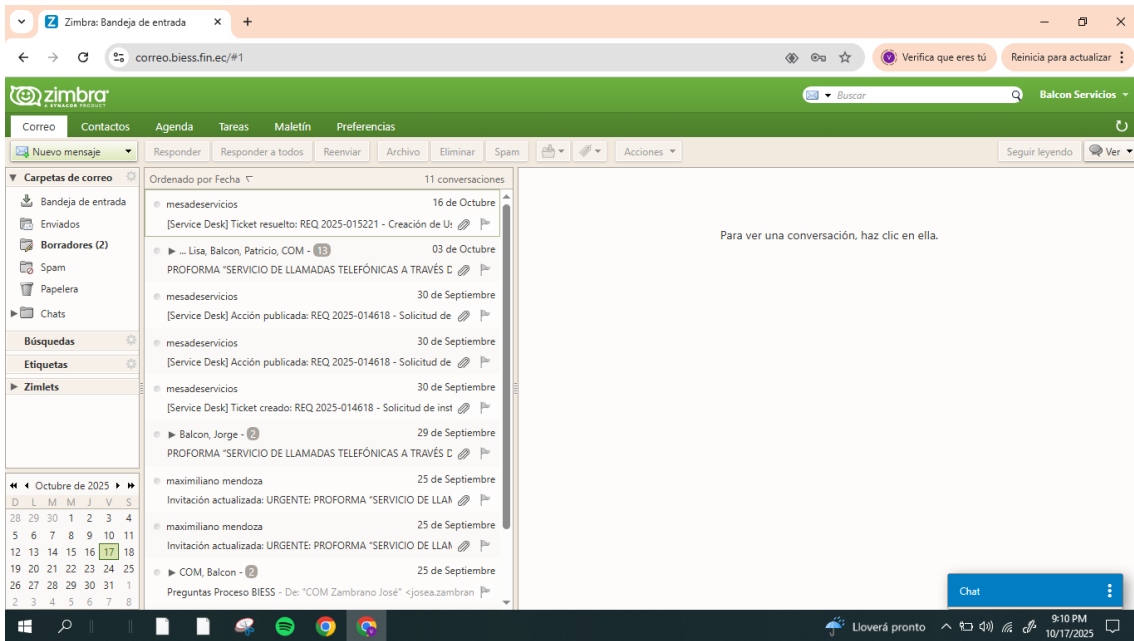 Zimbra: Bandeja de entrada
correo.biess.fin.ec/#1
Verifica que eres tú
Reinicia para actualizar
zimbra
A SYNACOR PRODUCT
Buscar
Balcon Servicios
Correo Contactos Agenda Tareas Maletín Preferencias
Nuevo mensaje Responder Responder a todos Reenviar Archivo Eliminar Spam Acciones Seguir leyendo Ver
Carpetas de correo
Bandeja de entrada
Enviados
Borradores (2)
Spam
Papelera
Chats
Búsquedas
Etiquetas
Zimlets
Octubre de 2025
D L M M J V S
28 29 30 1 2 3 4
5 6 7 8 9 10 11
12 13 14 15 16 17 18
19 20 21 22 23 24 25
26 27 28 29 30 31 1
2 3 4 5 6 7 8
Ordenado por Fecha 11 conversaciones
mesadeservicios 16 de Octubre
[Service Desk] Ticket resuelto: REQ 2025-015221 - Creación de
... Lisa, Balcon, Patricio, COM - 13 03 de Octubre
PROFORMA "SERVICIO DE LLAMADAS TELEFÓNICAS A TRAVÉS
mesadeservicios 30 de Septiembre
[Service Desk] Acción publicada: REQ 2025-014618 - Solicitud de
mesadeservicios 30 de Septiembre
[Service Desk] Acción publicada: REQ 2025-014618 - Solicitud de
mesadeservicios 30 de Septiembre
[Service Desk] Ticket creado: REQ 2025-014618 - Solicitud de inst
Balcon, Jorge - 2 29 de Septiembre
PROFORMA "SERVICIO DE LLAMADAS TELEFÓNICAS A TRAVÉS
maximiliano mendoza 25 de Septiembre
Invitación actualizada: URGENTE: PROFORMA "SERVICIO DE
maximiliano mendoza 25 de Septiembre
Invitación actualizada: URGENTE: PROFORMA "SERVICIO DE
COM, Balcon - 2 25 de Septiembre
Preguntas Proceso BIESS - De: "COM Zambrano José" <josea.zambran
Para ver una conversación, haz clic en ella.
Chat
Lloverá pronto
9:10 PM
10/17/2025